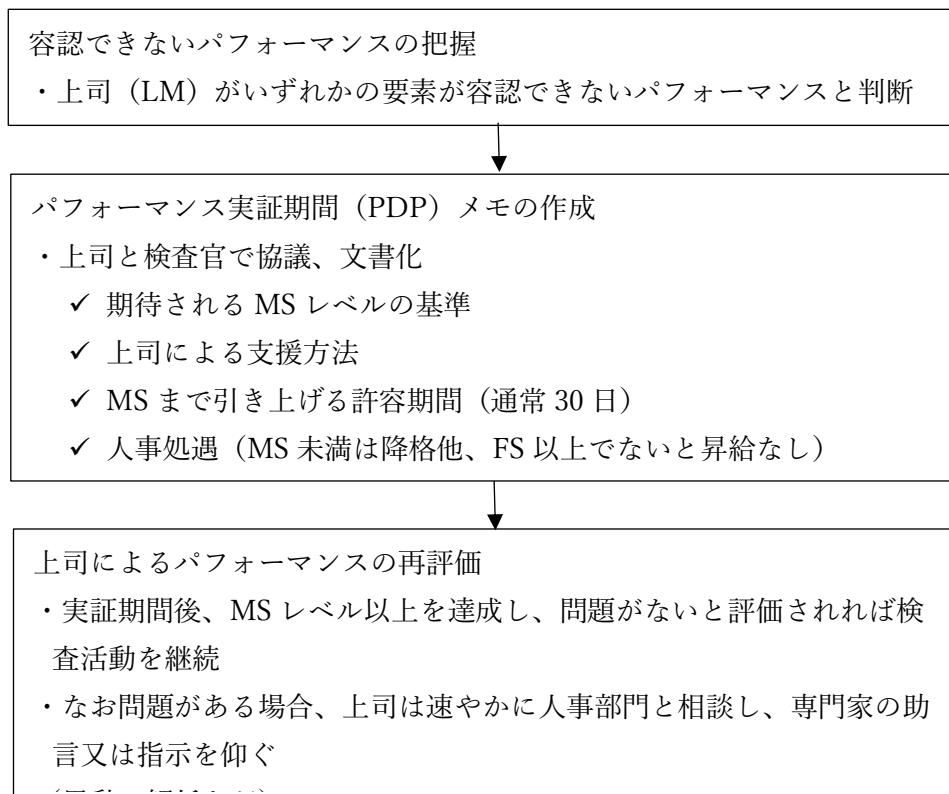 容認できないパフォーマンスの把握
・上司（LM）がいずれかの要素が容認できないパフォーマンスと判断
パフォーマンス実証期間（PDP）メモの作成
・上司と検査官で協議、文書化
✓ 期待される MS レベルの基準
✓ 上司による支援方法
✓ MS まで引き上げる許容期間（通常 30 日）
✓ 人事処遇（MS 未満は降格他、FS 以上でないと昇給なし）
上司によるパフォーマンスの再評価
・実証期間後、MS レベル以上を達成し、問題がないと評価されれば検
査活動を継続
・なお問題がある場合、上司は速やかに人事部門と相談し、専門家の助
言又は指示を仰ぐ